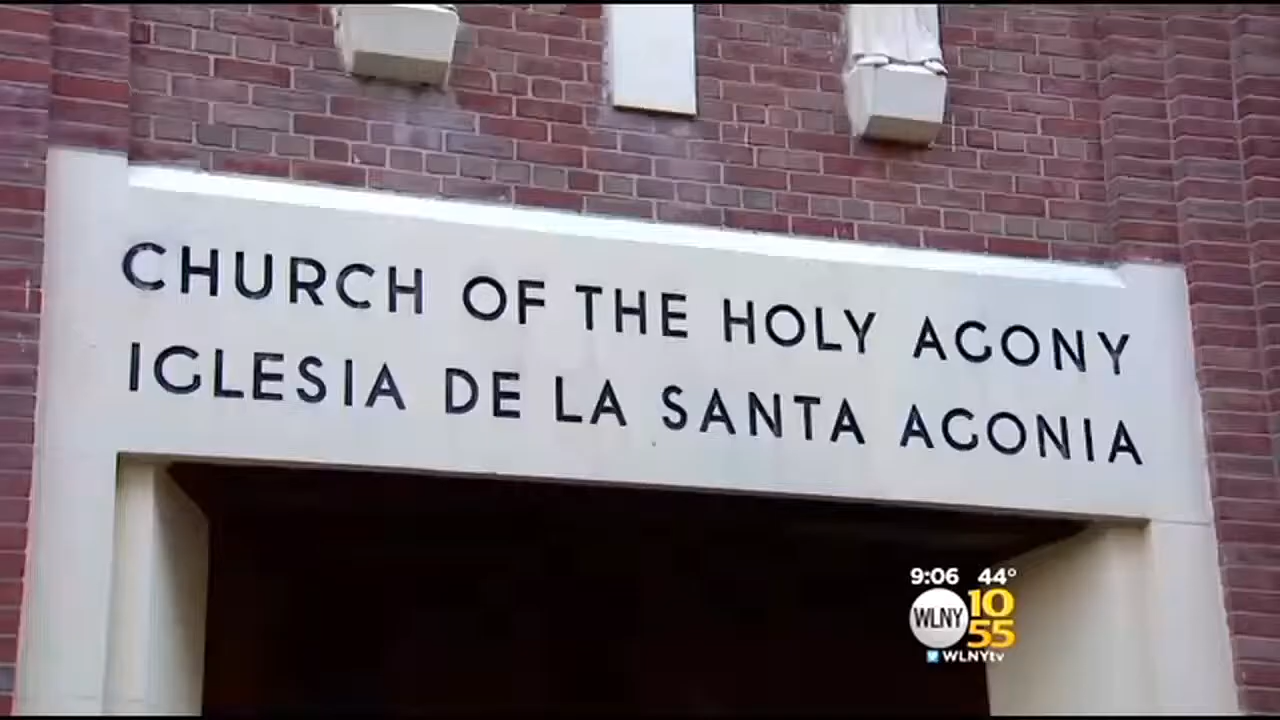 CHURCH OF THE HOLY AGONY
IGLESIA DE LA SANTA AGONIA
9:06 44°
WLNY 10
55
WLNYtv